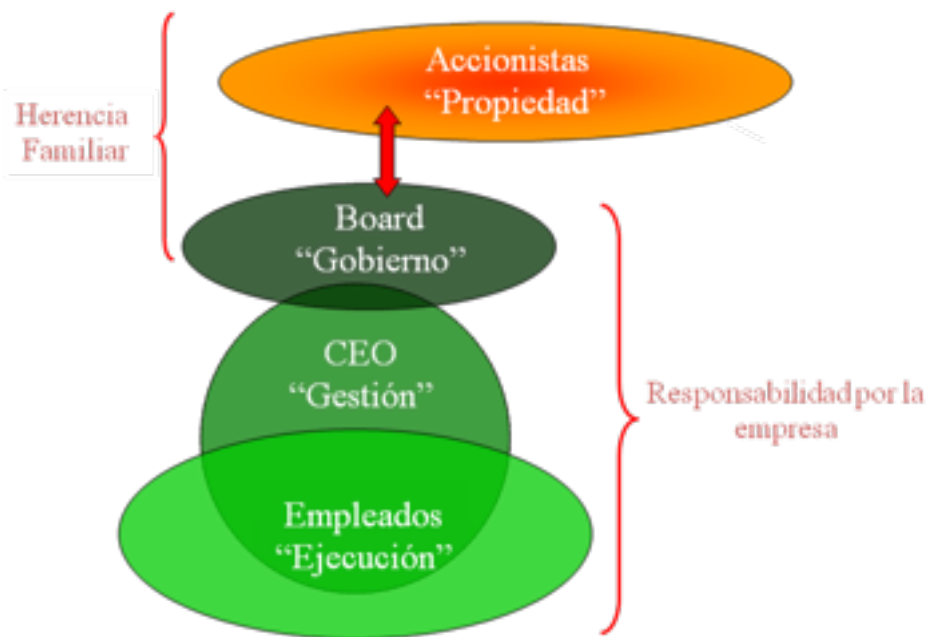 Accionistas
“Propiedad”
Herencia
Familiar
Board
“Gobierno”
CEO
“Gestión”
Responsabilidad por la
empresa
Empleados
“Ejecución”